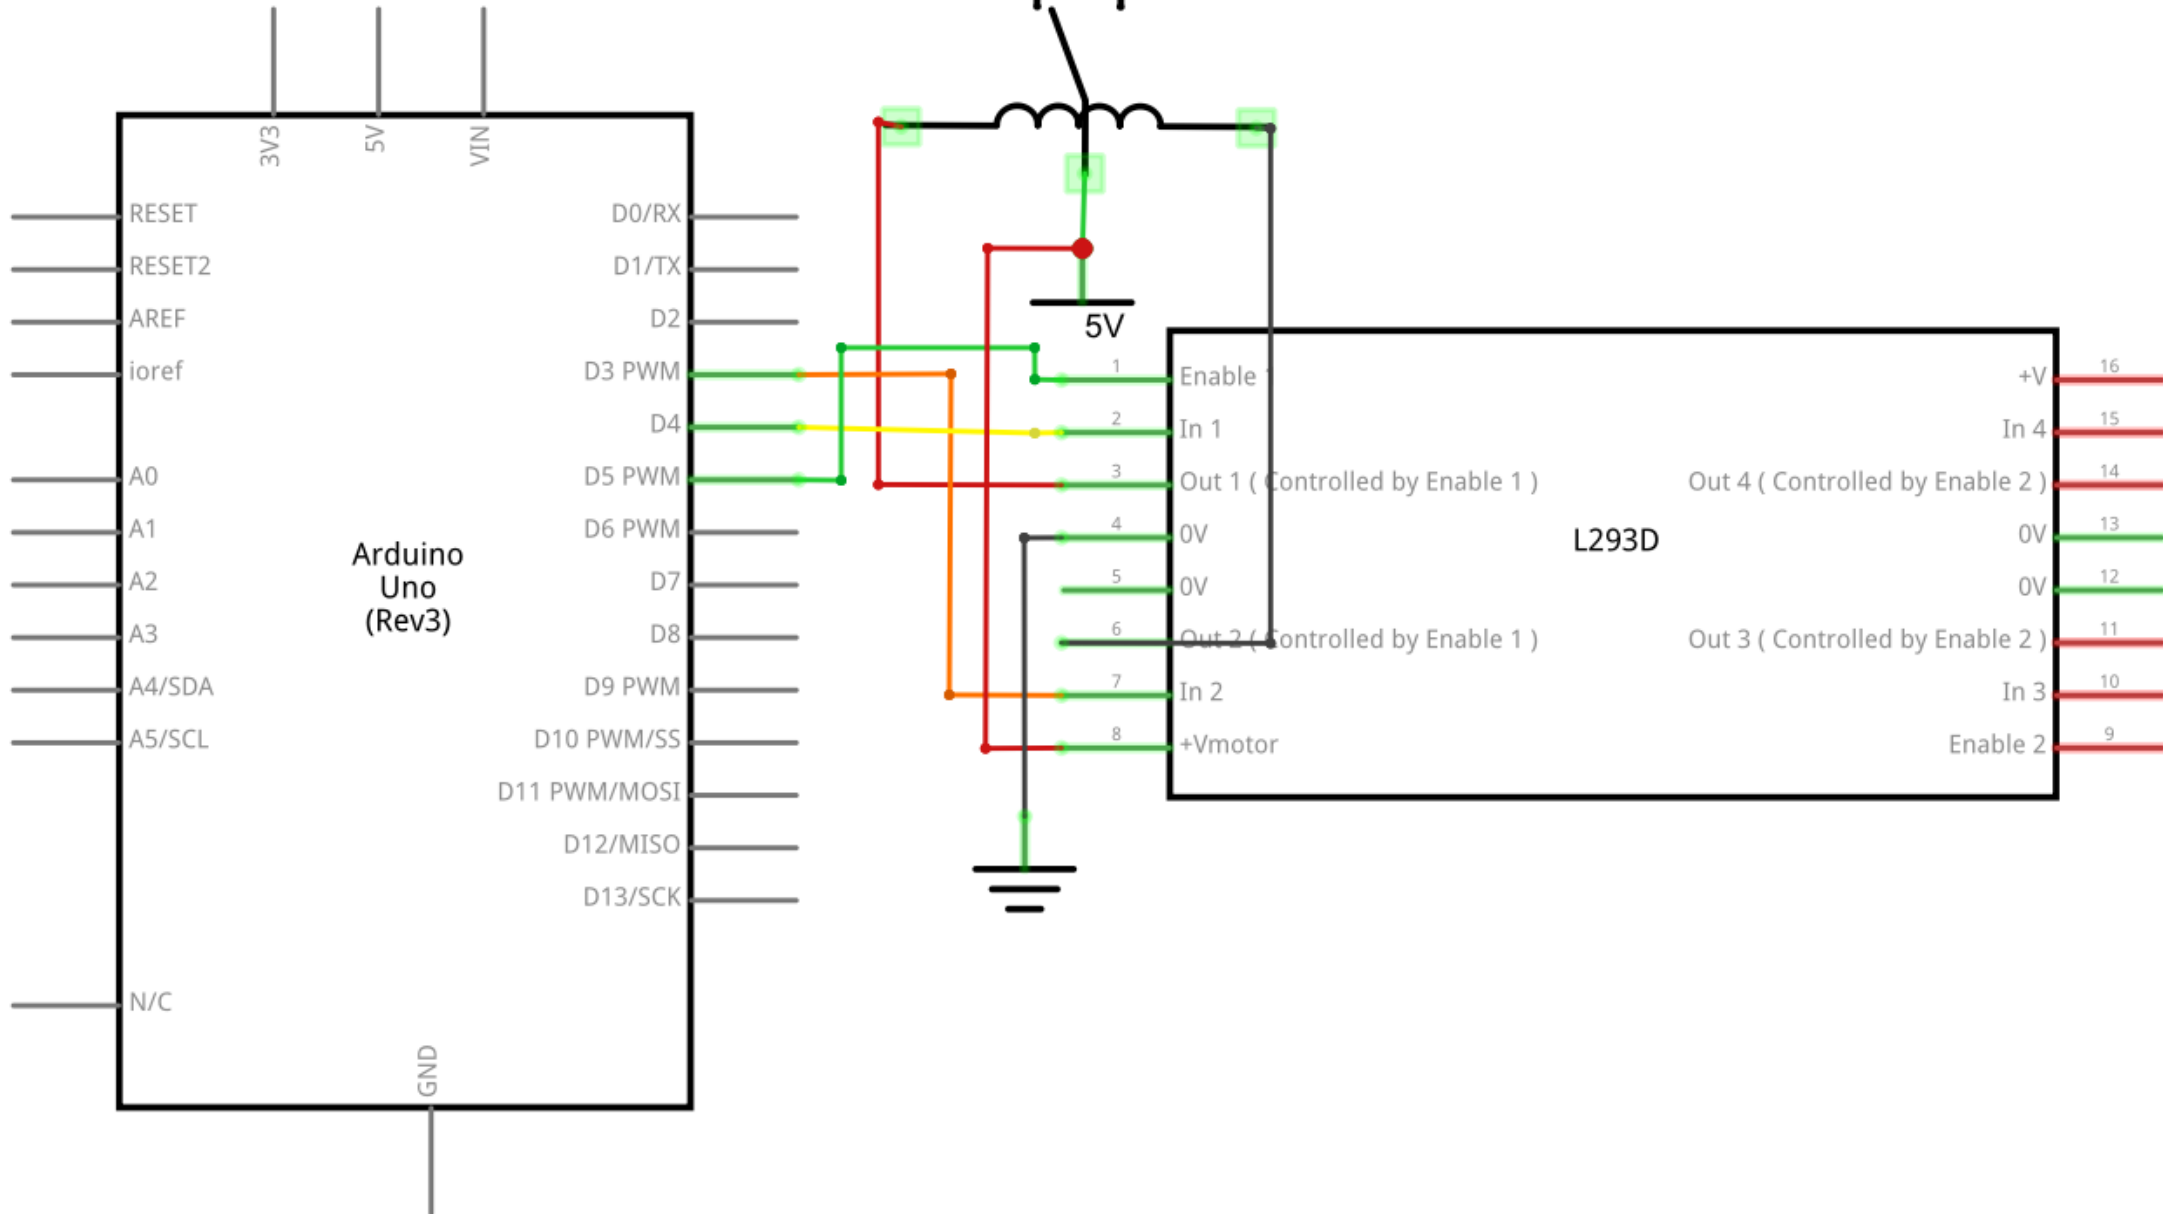 3V3
5V
VIN
RESET
RESET2
AREF
ioref
A0
A1
A2
A3
A4/SDA
A5/SCL
N/C
Arduino
Uno
(Rev3)
GND
D0/RX
D1/TX
D2
D3 PWM
D4
D5 PWM
D6 PWM
D7
D8
D9 PWM
D10 PWM/SS
D11 PWM/MOSI
D12/MISO
D13/SCK
5V
1
Enable
2
In 1
3
Out 1 ( Controlled by Enable 1 )
4
0V
5
0V
6
Out 2 ( Controlled by Enable 1 )
7
In 2
8
+Vmotor
L293D
+V
16
In 4
15
Out 4 ( Controlled by Enable 2 )
14
0V
13
0V
12
Out 3 ( Controlled by Enable 2 )
11
In 3
10
Enable 2
9